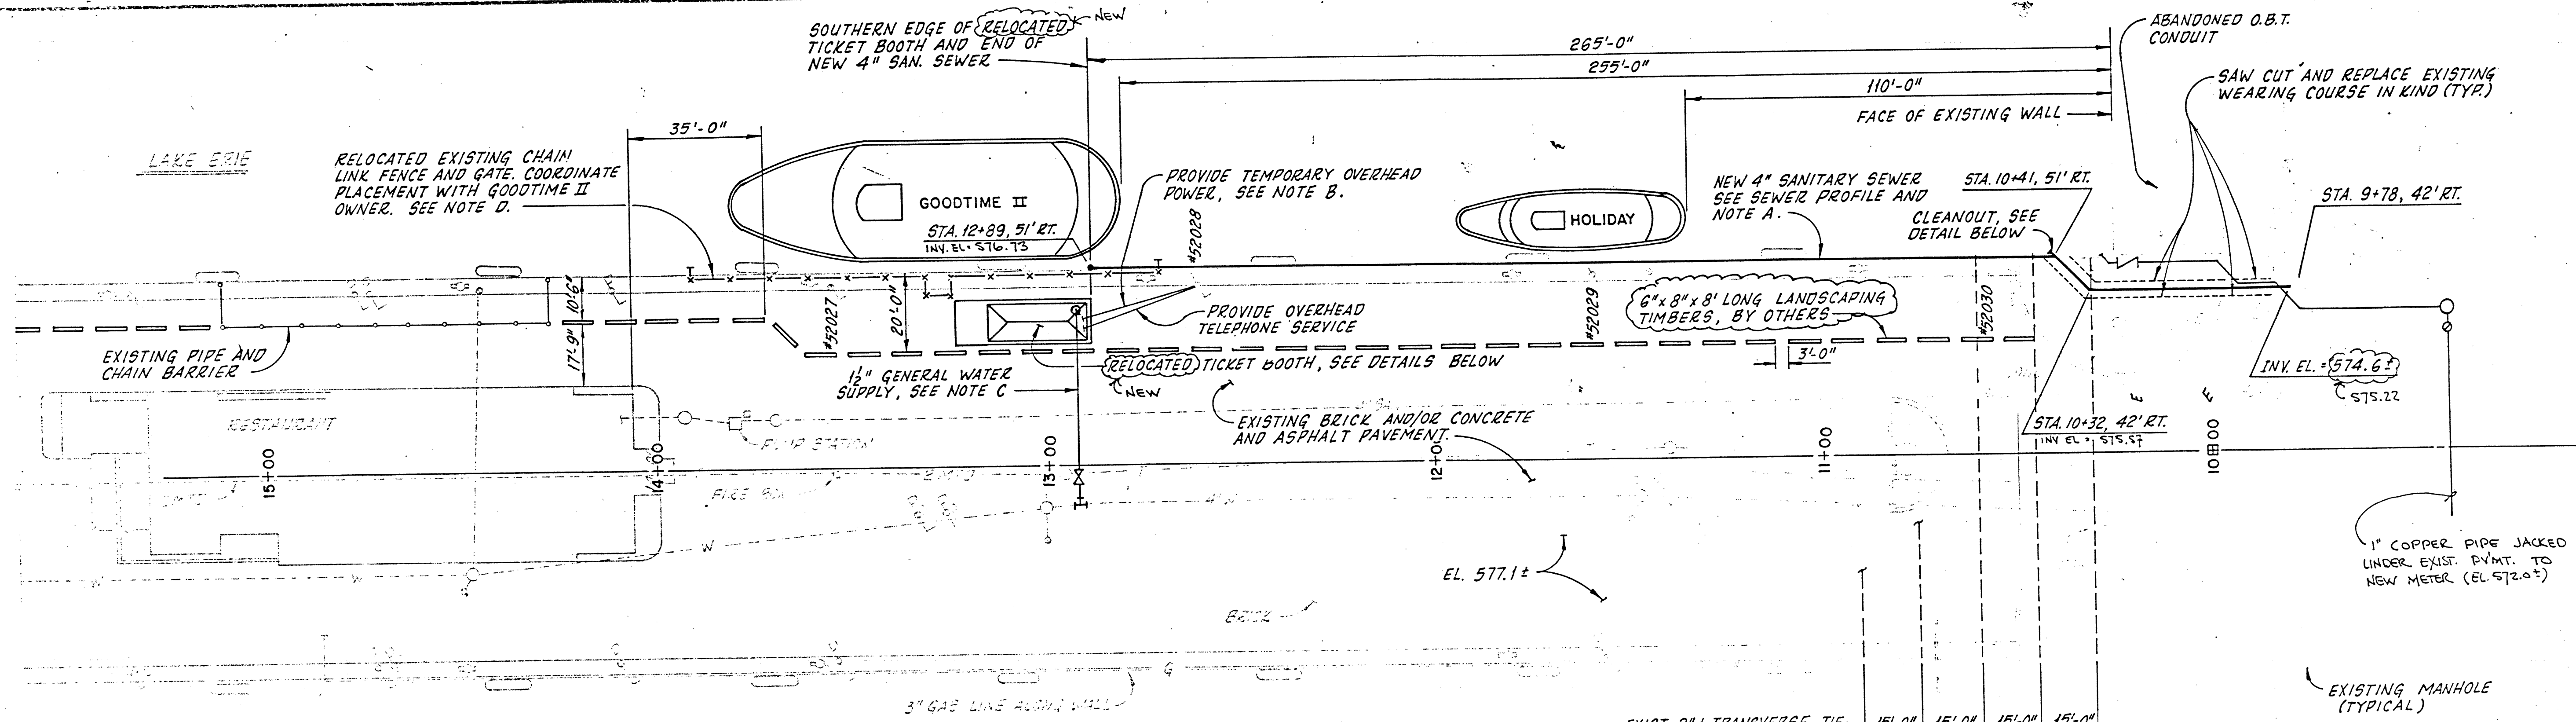 SOUTHERN EDGE OF RELOCATED
NEW
TICKET BOOTH AND END OF
NEW 4" SAN. SEWER
265'-0"
255'-0"
110'-0"
FACE OF EXISTING WALL
ABANDONED O.B.T.
CONDUIT
SAW CUT AND REPLACE EXISTING
WEARING COURSE IN KIND (TYP.)
35'-0"
LAKE ERIE
RELOCATED EXISTING CHAIN
LINK FENCE AND GATE. COORDINATE
PLACEMENT WITH GOODTIME II
OWNER. SEE NOTE D.
GOODTIME II
STA. 12+89, 51' RT.
INV. EL= 576.73
PROVIDE TEMPORARY OVERHEAD
POWER, SEE NOTE B.
#52028
HOLIDAY
NEW 4" SANITARY SEWER
SEE SEWER PROFILE AND
NOTE A.
STA. 10+41, 51' RT.
CLEANOUT, SEE
DETAIL BELOW
STA. 9+78, 42' RT.
10'-6"
17'-9"
#52027
20'-0"
PROVIDE OVERHEAD
TELEPHONE SERVICE
#52029
6"x 8"x 8' LONG LANDSCAPING
TIMBERS, BY OTHERS
#52030
3'-0"
EXISTING PIPE AND
CHAIN BARRIER
RELOCATED TICKET BOOTH, SEE DETAILS BELOW
NEW
1½" GENERAL WATER
SUPPLY, SEE NOTE C
INV. EL. = 574.6±
575.22
E
E
EXISTING BRICK AND/OR CONCRETE
AND ASPHALT PAVEMENT.
STA. 10+32, 42' RT.
INV EL = 575.57
RESTAURANT
PUMP STATION
15+00
14+00
13+00
12+00
11+00
10+00
FIRE BOX
4" W
W
W
W
EL. 577.1±
1" COPPER PIPE JACKED
UNDER EXIST. PV'MT. TO
NEW METER (EL. 572.0±)
BRICK
G
3" GAS LINE ALONG WALL
EXISTING MANHOLE
(TYPICAL)
15'-0" 15'-0" 15'-0" 15'-0"